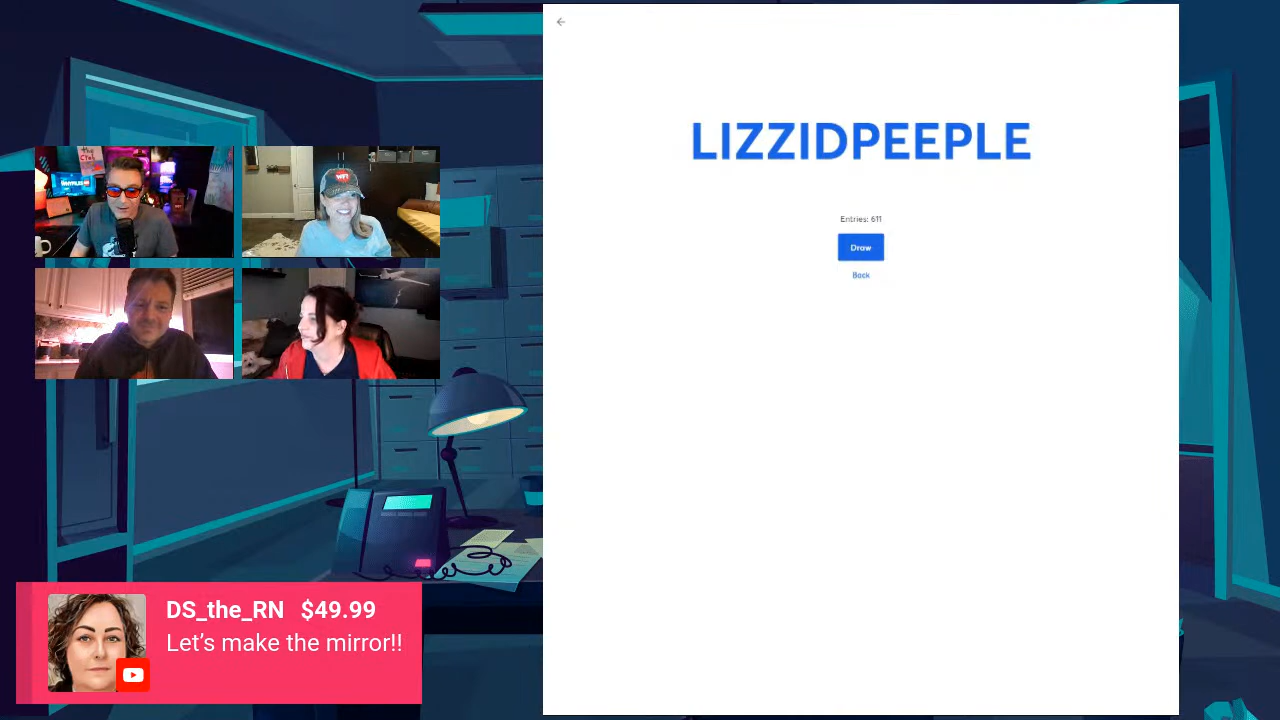 LIZZIDPEEPLE
Entries: 611
Draw
Back
DS_the_RN $49.99
Let’s make the mirror!!